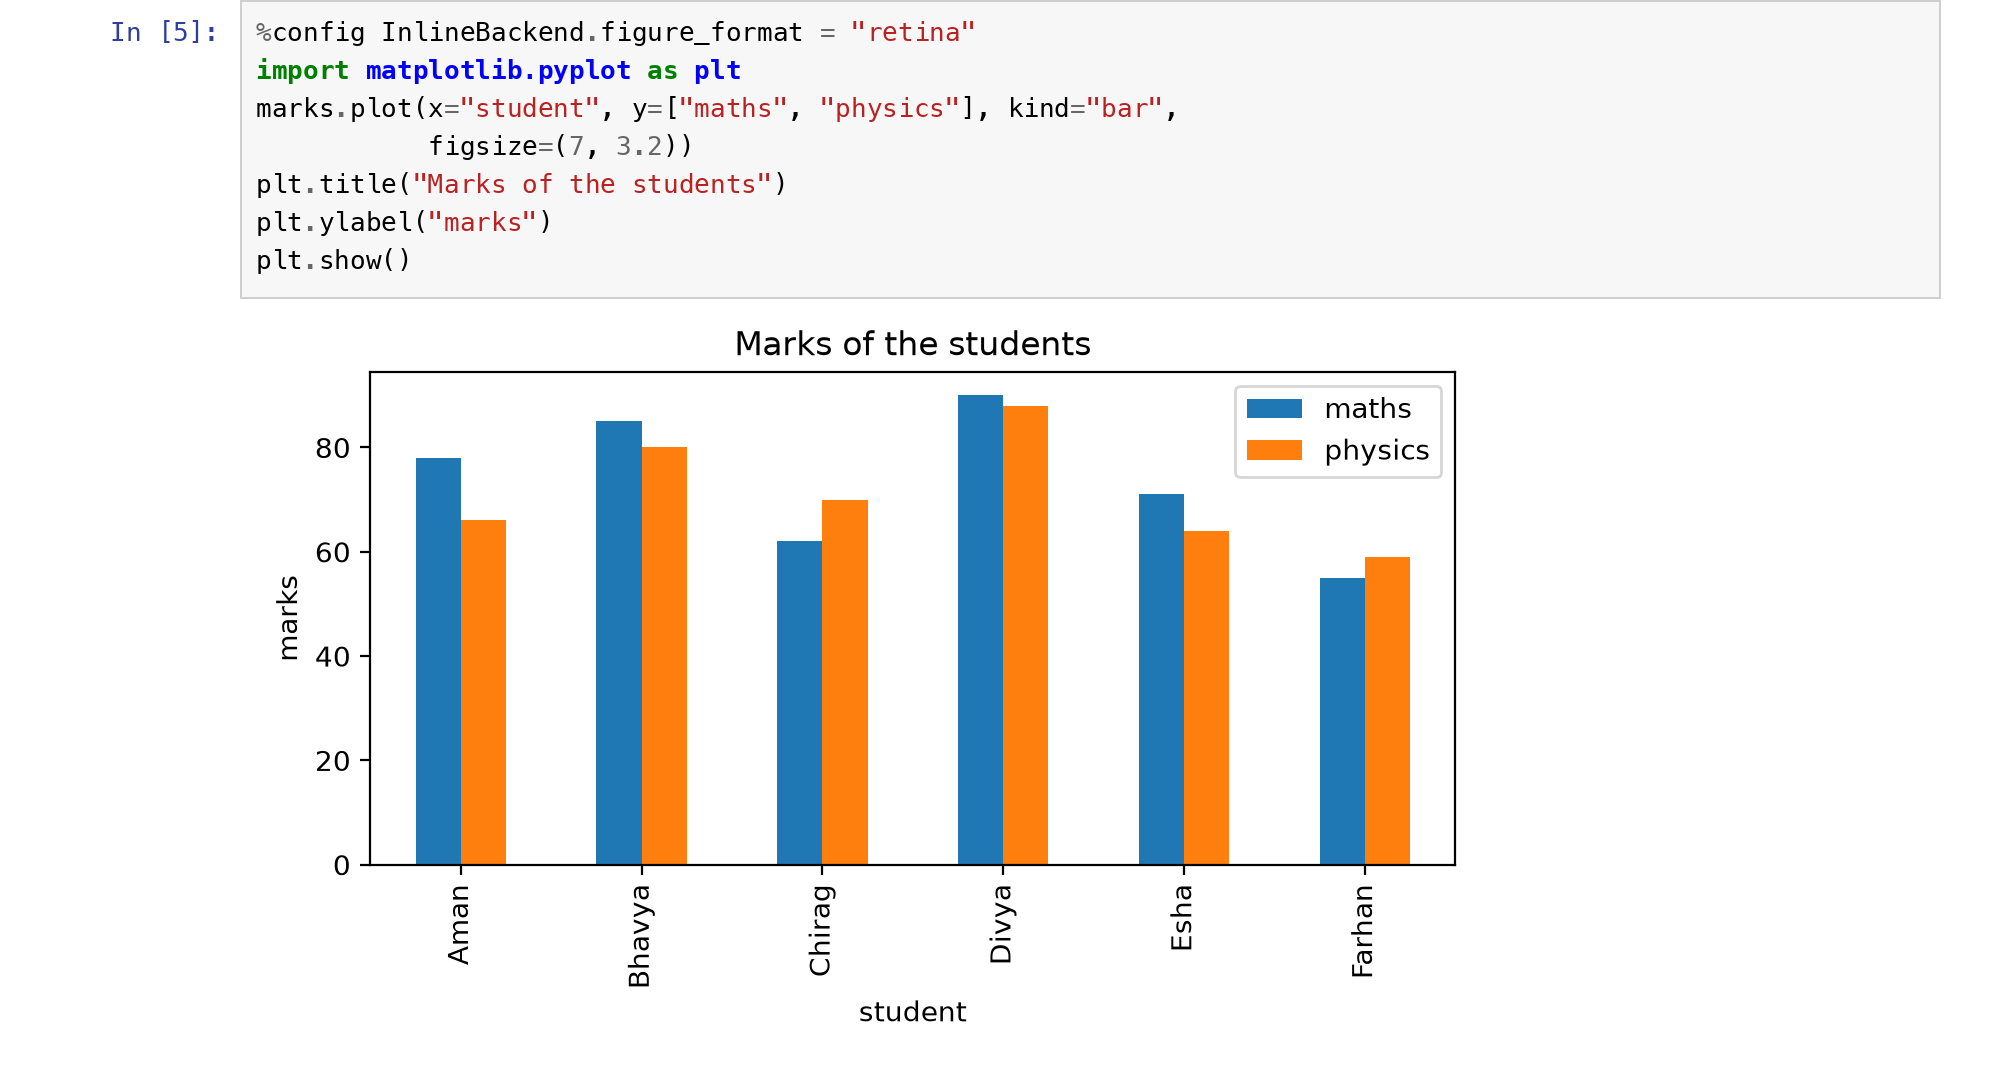 In [5]:
%config InlineBackend.figure_format = "retina"
import matplotlib.pyplot as plt
marks.plot(x="student", y=["maths", "physics"], kind="bar",
           figsize=(7, 3.2))
plt.title("Marks of the students")
plt.ylabel("marks")
plt.show()
Marks of the students
maths
physics
80
60
40
20
0
marks
Aman
Bhavya
Chirag
Divya
Esha
Farhan
student